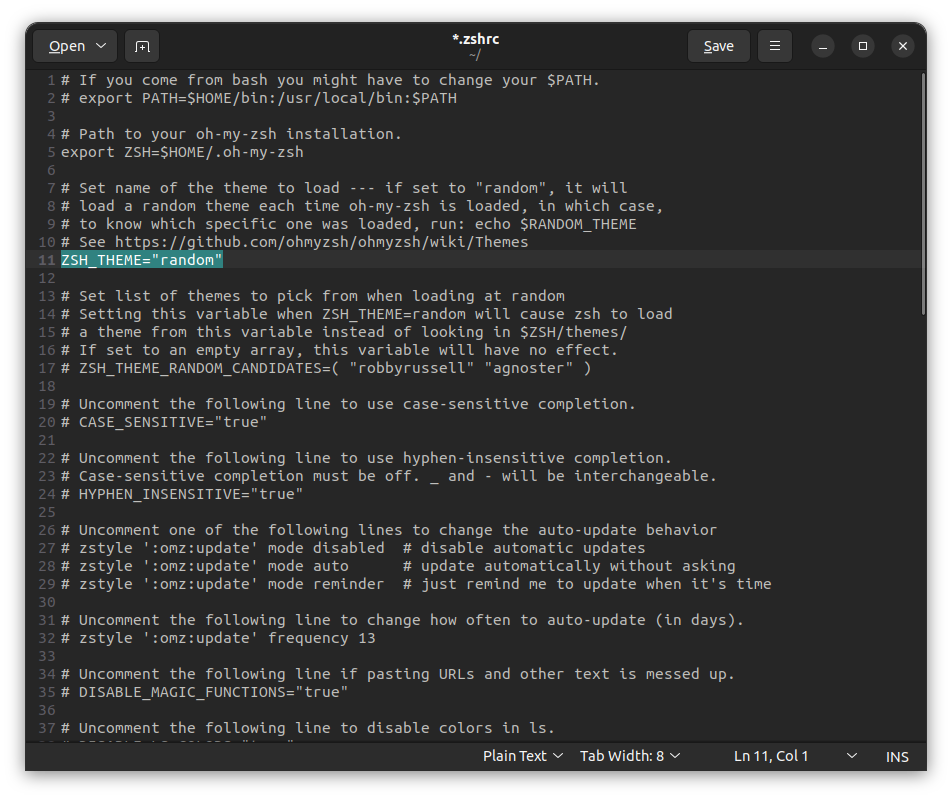 Open
*.zshrc
~/
Save
1 # If you come from bash you might have to change your $PATH.
2 # export PATH=$HOME/bin:/usr/local/bin:$PATH
3
4 # Path to your oh-my-zsh installation.
5 export ZSH=$HOME/.oh-my-zsh
6
7 # Set name of the theme to load --- if set to "random", it will
8 # load a random theme each time oh-my-zsh is loaded, in which case,
9 # to know which specific one was loaded, run: echo $RANDOM_THEME
10 # See https://github.com/ohmyzsh/ohmyzsh/wiki/Themes
11 ZSH_THEME="random"
12
13 # Set list of themes to pick from when loading at random
14 # Setting this variable when ZSH_THEME=random will cause zsh to load
15 # a theme from this variable instead of looking in $ZSH/themes/
16 # If set to an empty array, this variable will have no effect.
17 # ZSH_THEME_RANDOM_CANDIDATES=( "robbyrussell" "agnoster" )
18
19 # Uncomment the following line to use case-sensitive completion.
20 # CASE_SENSITIVE="true"
21
22 # Uncomment the following line to use hyphen-insensitive completion.
23 # Case-sensitive completion must be off. _ and - will be interchangeable.
24 # HYPHEN_INSENSITIVE="true"
25
26 # Uncomment one of the following lines to change the auto-update behavior
27 # zstyle ':omz:update' mode disabled  # disable automatic updates
28 # zstyle ':omz:update' mode auto      # update automatically without asking
29 # zstyle ':omz:update' mode reminder  # just remind me to update when it's time
30
31 # Uncomment the following line to change how often to auto-update (in days).
32 # zstyle ':omz:update' frequency 13
33
34 # Uncomment the following line if pasting URLs and other text is messed up.
35 # DISABLE_MAGIC_FUNCTIONS="true"
36
37 # Uncomment the following line to disable colors in ls.
Plain Text
Tab Width: 8
Ln 11, Col 1
INS